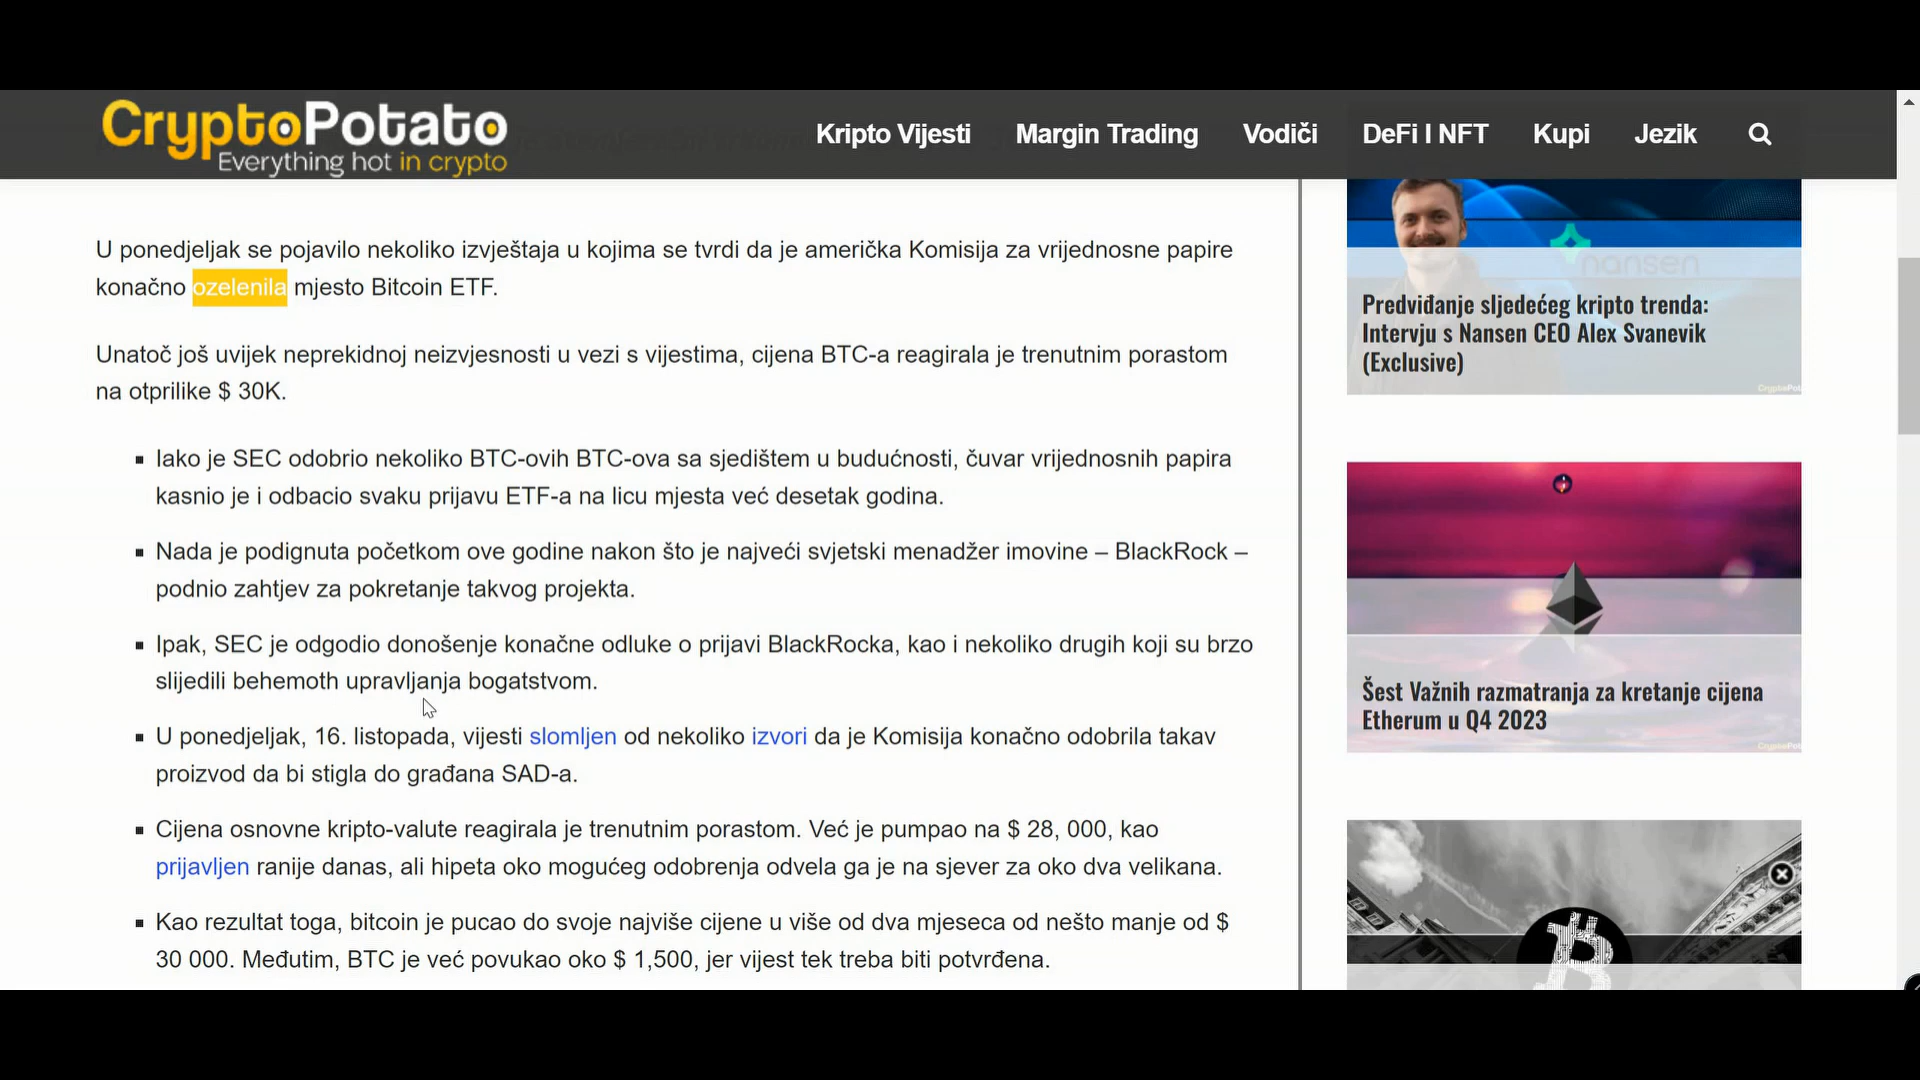 CryptoPotato
Everything hot in crypto
Kripto Vijesti
Margin Trading
Vodiči
DeFi I NFT
Kupi
Jezik
U ponedjeljak se pojavilo nekoliko izvještaja u kojima se tvrdi da je američka Komisija za vrijednosne papire
konačno ozelenila mjesto Bitcoin ETF.
Unatoč još uvijek neprekidnoj neizvjesnosti u vezi s vijestima, cijena BTC-a reagirala je trenutnim porastom
na otprilike $ 30K.
Iako je SEC odobrio nekoliko BTC-ovih BTC-ova sa sjedištem u budućnosti, čuvar vrijednosnih papira
kasnio je i odbacio svaku prijavu ETF-a na licu mjesta već desetak godina.
Nada je podignuta početkom ove godine nakon što je najveći svjetski menadžer imovine – BlackRock –
podnio zahtjev za pokretanje takvog projekta.
Ipak, SEC je odgodio donošenje konačne odluke o prijavi BlackRocka, kao i nekoliko drugih koji su brzo
slijedili behemoth upravljanja bogatstvom.
U ponedjeljak, 16. listopada, vijesti slomljen od nekoliko izvori da je Komisija konačno odobrila takav
proizvod da bi stigla do građana SAD-a.
Cijena osnovne kripto-valute reagirala je trenutnim porastom. Već je pumpao na $ 28, 000, kao
prijavljen ranije danas, ali hipeta oko mogućeg odobrenja odvela ga je na sjever za oko dva velikana.
Kao rezultat toga, bitcoin je pucao do svoje najviše cijene u više od dva mjeseca od nešto manje od $
30 000. Međutim, BTC je već povukao oko $ 1,500, jer vijest tek treba biti potvrđena.
nansen
Predviđanje sljedećeg kripto trenda:
Intervju s Nansen CEO Alex Svanevik
(Exclusive)
Šest Važnih razmatranja za kretanje cijena
Etherum u Q4 2023